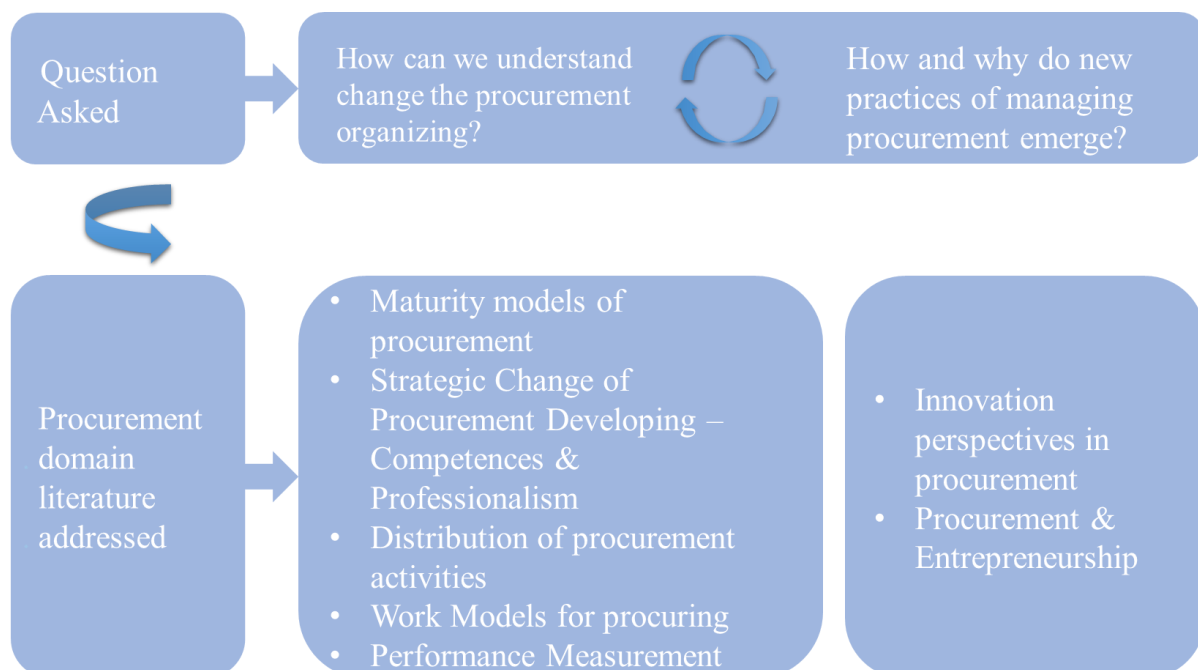 Question
Asked
How can we understand
change the procurement
organizing?
How and why do new
practices of managing
procurement emerge?
Procurement
domain
literature
addressed
• Maturity models of
procurement
• Strategic Change of
Procurement Developing –
Competences &
Professionalism
• Distribution of procurement
activities
• Work Models for procuring
• Performance Measurement
• Innovation
perspectives in
procurement
• Procurement &
Entrepreneurship